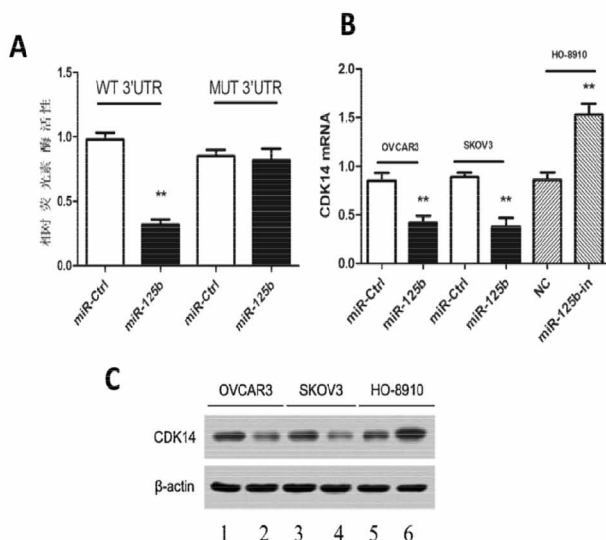 A
WT 3'UTR
MUT 3'UTR
相对 荧 光素 酶 活性
1.5
1.0
0.5
0.0
**
miR-Ctrl
miR-125b
miR-Ctrl
miR-125b
B
HO-8910
CDK14 mRNA
2.0
1.5
1.0
0.5
0.0
OVCAR3
SKOV3
**
**
**
miR-Ctrl
miR-125b
miR-Ctrl
miR-125b
NC
miR-125b-in
C
OVCAR3 SKOV3 HO-8910
CDK14
β-actin
1 2 3 4 5 6